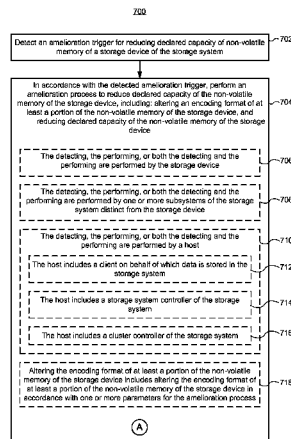 700
Detect an amelioration trigger for reducing declared capacity of non-volatile
memory of a storage device of the storage system
702
In accordance with the detected amelioration trigger, perform an
amelioration process to reduce declared capacity of the non-volatile
memory of the storage device, including: altering an encoding format of at
least a portion of the non-volatile memory of the storage device, and
reducing declared capacity of the non-volatile memory of the storage
device
704
The detecting, the performing, or both the detecting and the
performing are performed by the storage device
706
The detecting, the performing, or both the detecting and the
performing are performed by one or more subsystems of the storage
system distinct from the storage device
708
The detecting, the performing, or both the detecting and the
performing are performed by a host
710
The host includes a client on behalf of which data is stored in the
storage system
712
The host includes a storage system controller of the storage
system
714
The host includes a cluster controller of the storage system
716
Altering the encoding format of at least a portion of the non-volatile
memory of the storage device includes altering the encoding format of
at least a portion of the non-volatile memory of the storage device in
accordance with one or more parameters for the amelioration process
718
A